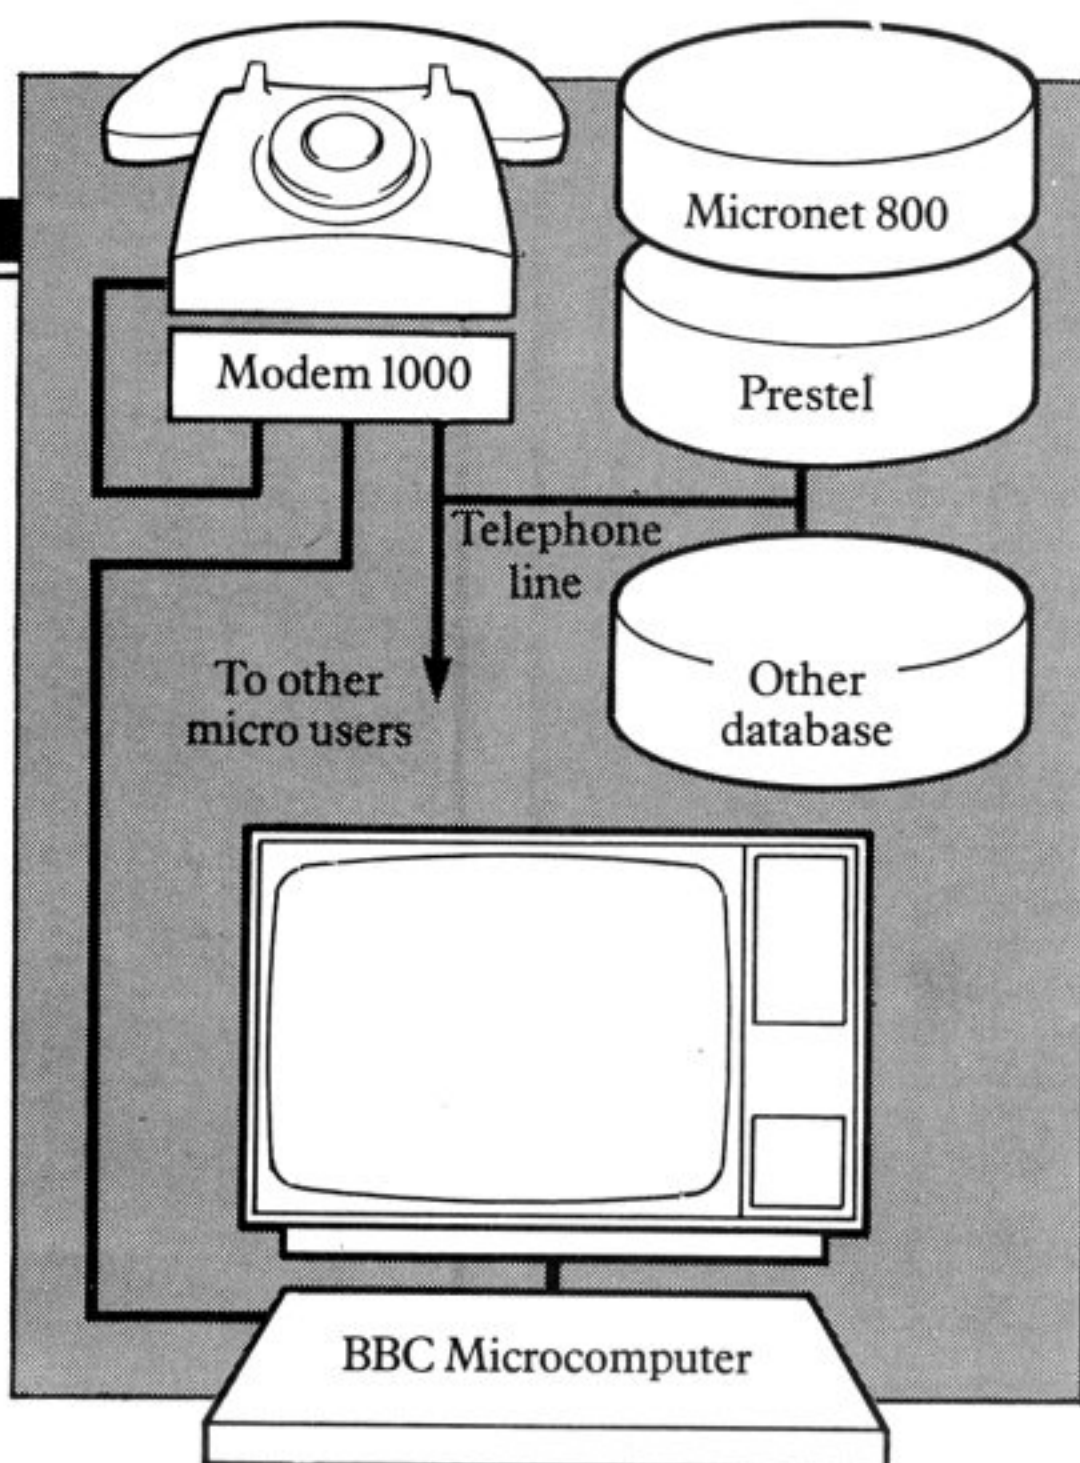 Micronet 800
Modem 1000
Prestel
Telephone
line
To other
micro users
Other
database
BBC Microcomputer